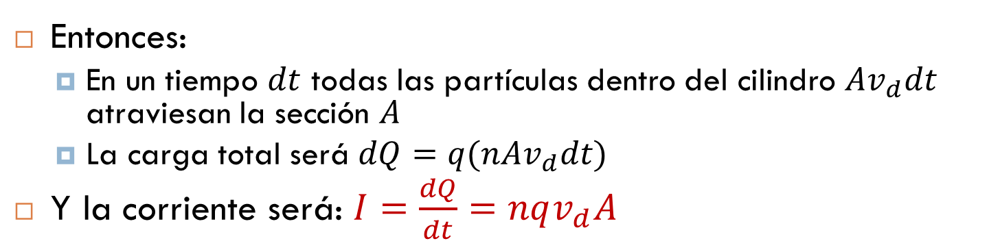 Entonces:
En un tiempo dt todas las partículas dentro del cilindro Av_d dt
atraviesan la sección A
La carga total será dQ = q(nAv_d dt)
Y la corriente será: I = dQ/dt = nqv_d A